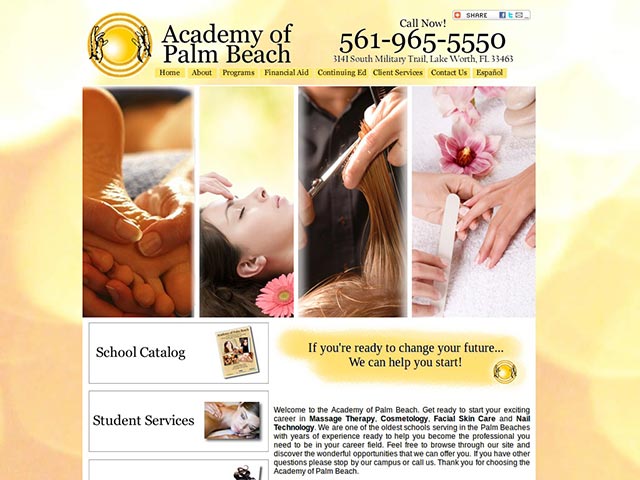 Academy of
Palm Beach
SHARE
Call Now!
561-965-5550
3141 South Military Trail, Lake Worth, FL 33463
Home About Programs Financial Aid Continuing Ed Client Services Contact Us Español
School Catalog
Academy of Palm Beach
Student Services
If you're ready to change your future...
We can help you start!
Welcome to the Academy of Palm Beach. Get ready to start your exciting
career in Massage Therapy, Cosmetology, Facial Skin Care and Nail
Technology. We are one of the oldest schools serving in the Palm Beaches
with years of experience ready to help you become the professional you
need to be in your career field. Feel free to browse through our site and
discover the wonderful opportunities that we can offer you. If you have other
questions please stop by our campus or call us. Thank you for choosing the
Academy of Palm Beach.